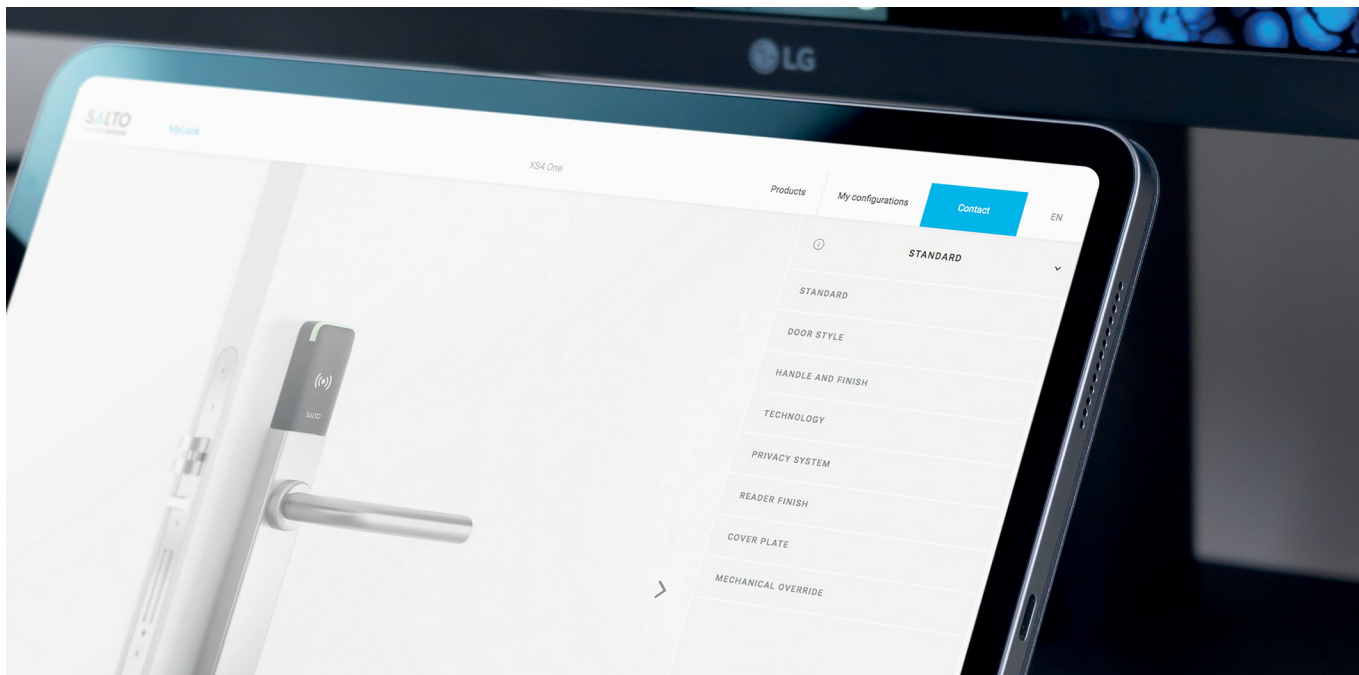 LG
SALTO
MyLock
XS4 One
Products
My configurations
Contact
EN
STANDARD
STANDARD
DOOR STYLE
HANDLE AND FINISH
TECHNOLOGY
PRIVACY SYSTEM
READER FINISH
COVER PLATE
MECHANICAL OVERRIDE
SALTO